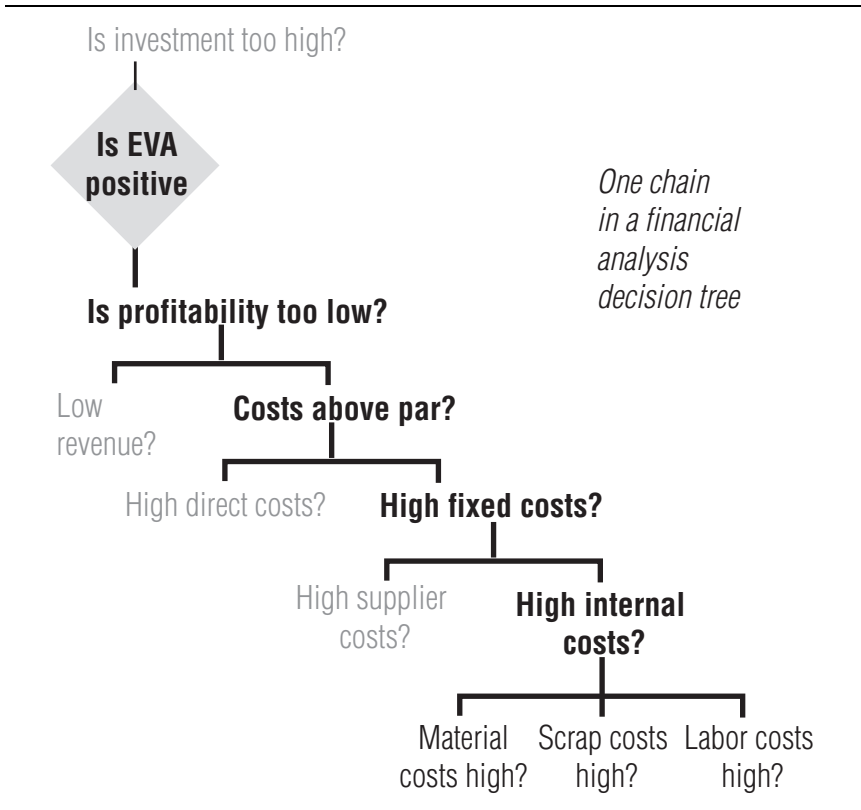 Is investment too high?
Is EVA
positive
One chain
in a financial
analysis
decision tree
Is profitability too low?
Low
revenue?
Costs above par?
High direct costs?
High fixed costs?
High supplier
costs?
High internal
costs?
Material
costs high?
Scrap costs
high?
Labor costs
high?